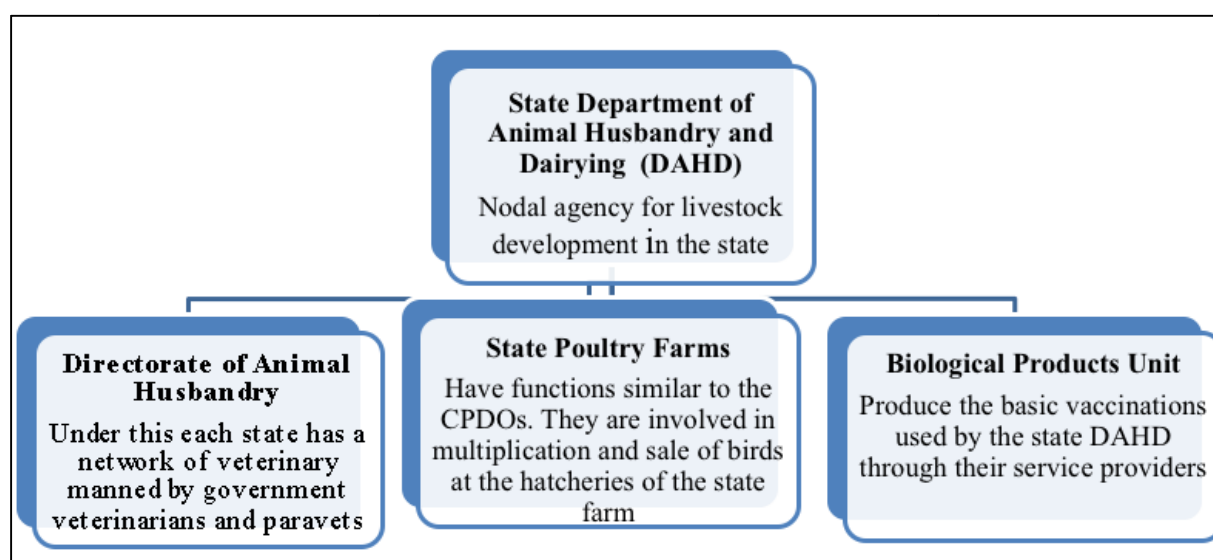 State Department of
Animal Husbandry and
Dairying (DAHD)
Nodal agency for livestock
development in the state
Directorate of Animal
Husbandry
Under this each state has a
network of veterinary
manned by government
veterinarians and paravets
State Poultry Farms
Have functions similar to the
CPDOs. They are involved in
multiplication and sale of birds
at the hatcheries of the state
farm
Biological Products Unit
Produce the basic vaccinations
used by the state DAHD
through their service providers